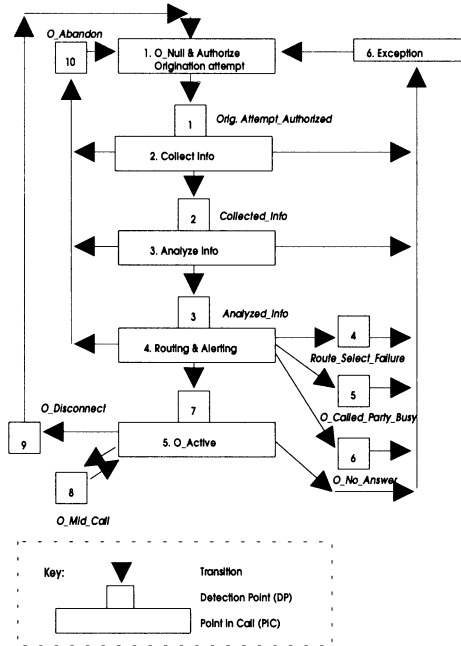 O_Abandon
10
1. O_Null & Authorize
Origination attempt
6. Exception
1
Orig. Attempt_Authorized
2. Collect Info
2
Collected_Info
3. Analyze Info
3
Analyzed_Info
4. Routing & Alerting
4
Route_Select_Failure
5
O_Called_Party_Busy
6
O_No_Answer
7
O_Disconnect
9
5. O_Active
8
O_Mid_Call
Key:
Transition
Detection Point (DP)
Point in Call (PIC)